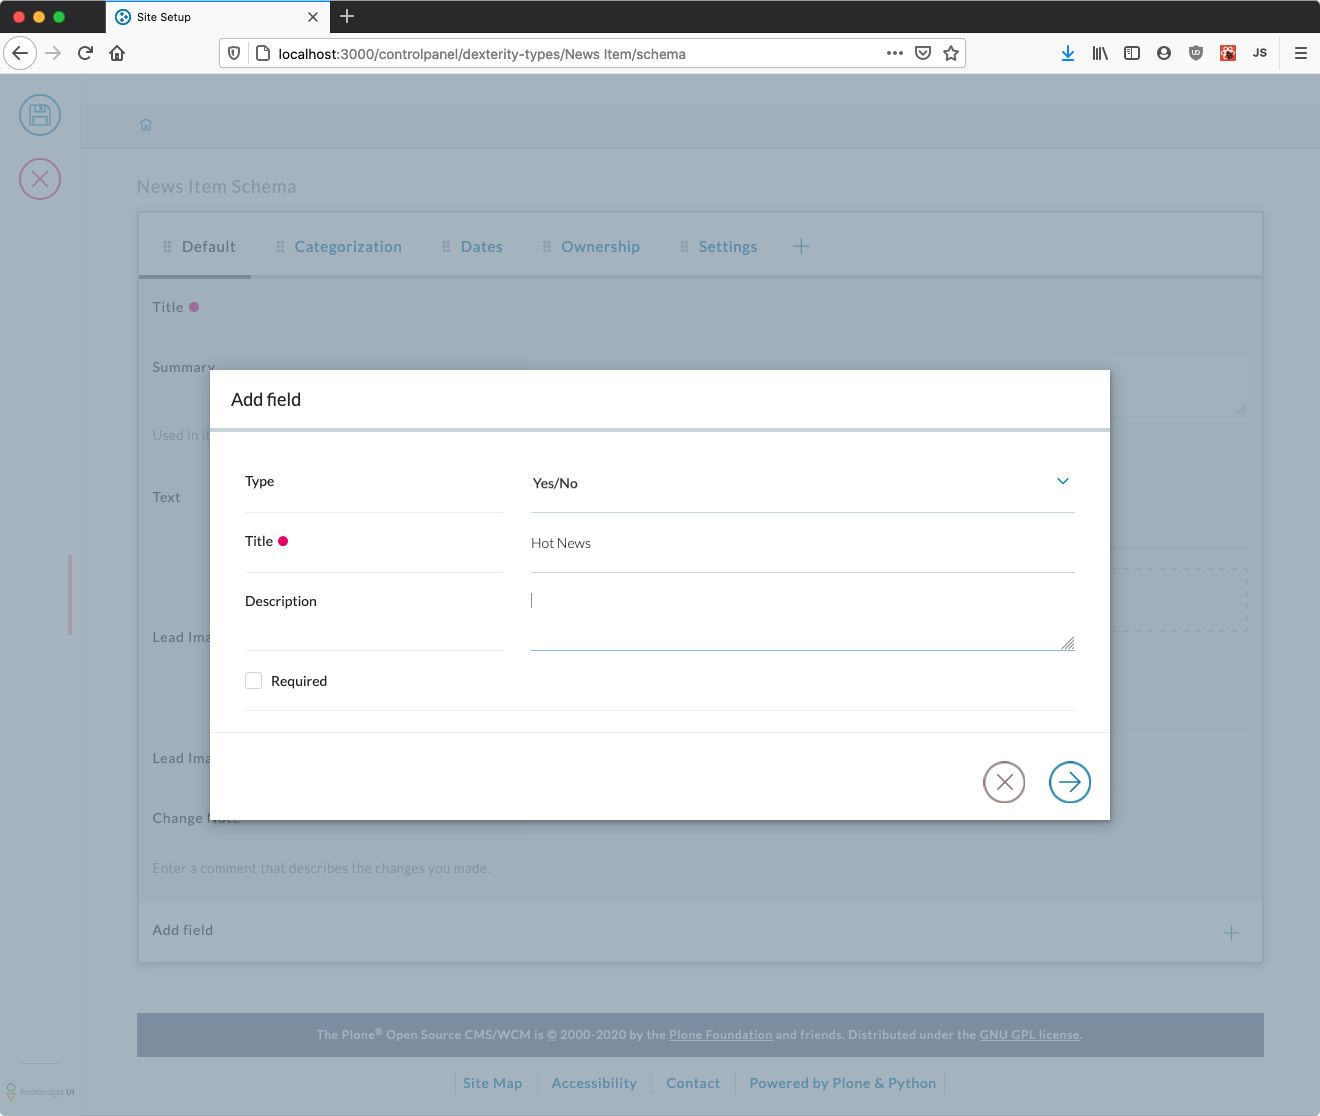 Site Setup
localhost:3000/controlpanel/dexterity-types/News Item/schema
JS
News Item Schema
Default
Categorization
Dates
Ownership
Settings
Title
Summary
Used in it
Text
Lead Ima
Lead Ima
Change Note
Enter a comment that describes the changes you made.
Add field
Add field
Type
Yes/No
Title
Hot News
Description
Required
The Plone® Open Source CMS/WCM is © 2000-2020 by the Plone Foundation and friends. Distributed under the GNU GPL license.
Site Map
Accessibility
Contact
Powered by Plone & Python
Pastanaga UI